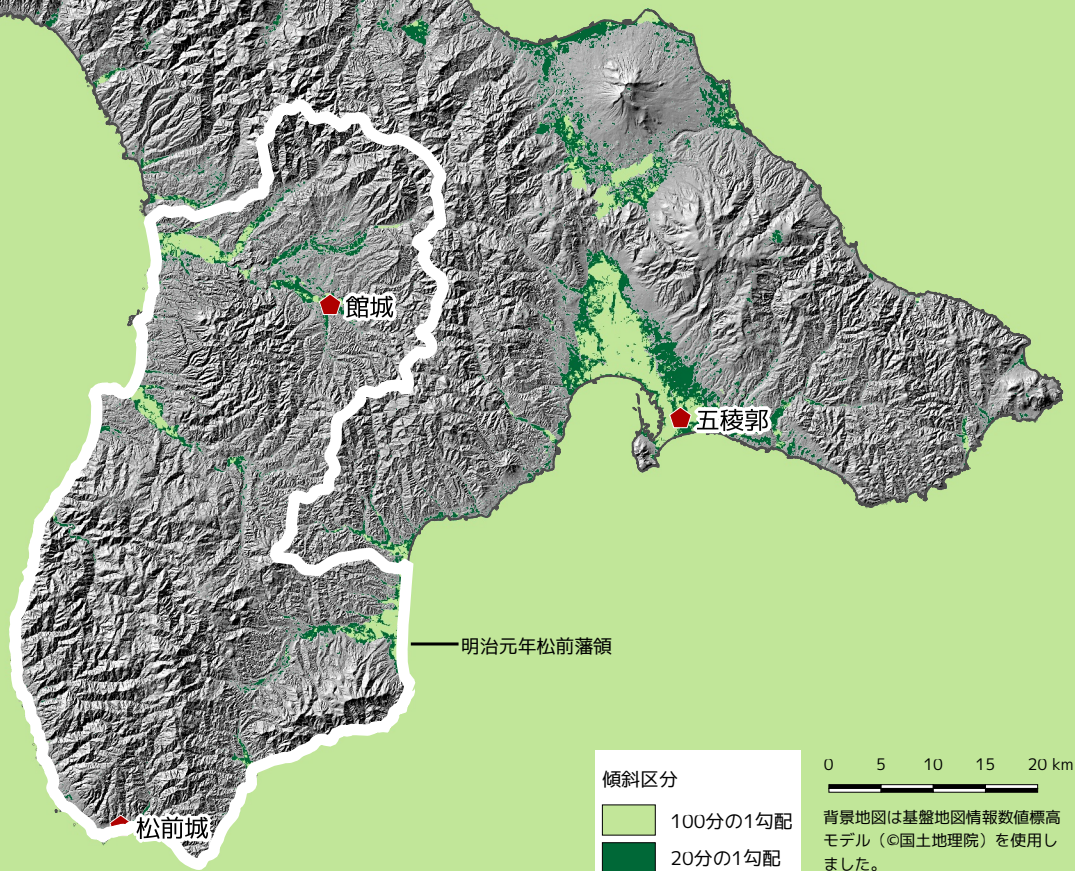 館城
五稜郭
明治元年松前藩領
松前城
傾斜区分
100分の1勾配
20分の1勾配
0 5 10 15 20 km
背景地図は基盤地図情報数値標高
モデル（©国土地理院）を使用し
ました。